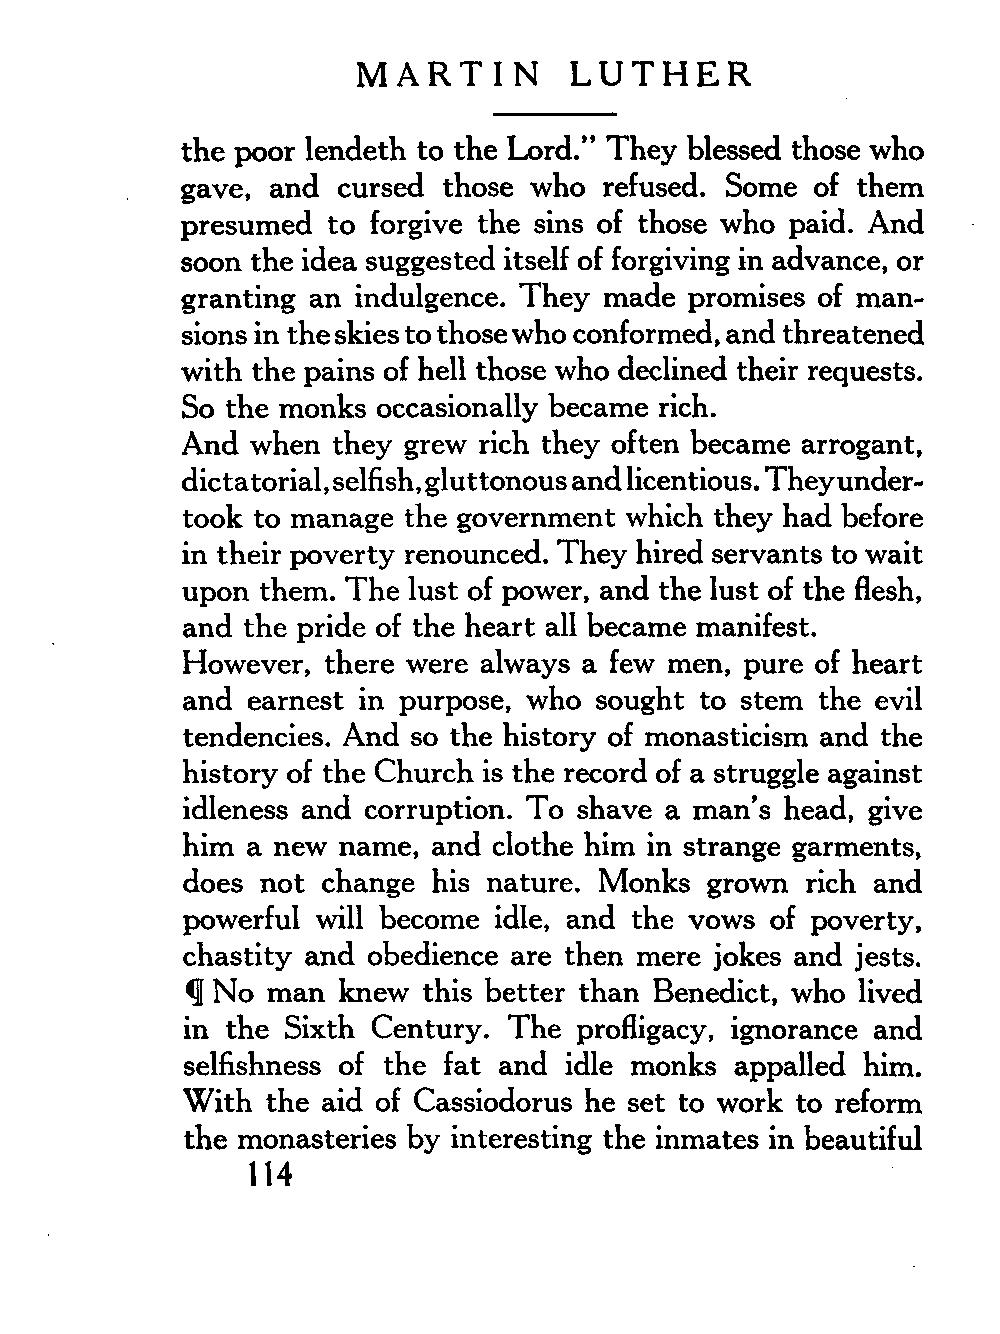 MARTIN LUTHER
the poor lendeth to the Lord.” They blessed those who
gave, and cursed those who refused. Some of them
presumed to forgive the sins of those who paid. And
soon the idea suggested itself of forgiving in advance, or
granting an indulgence. They made promises of man-
sions in the skies to those who conformed, and threatened
with the pains of hell those who declined their requests.
So the monks occasionally became rich.
And when they grew rich they often became arrogant,
dictatorial, selfish, gluttonous and licentious. They under-
took to manage the government which they had before
in their poverty renounced. They hired servants to wait
upon them. The lust of power, and the lust of the flesh,
and the pride of the heart all became manifest.
However, there were always a few men, pure of heart
and earnest in purpose, who sought to stem the evil
tendencies. And so the history of monasticism and the
history of the Church is the record of a struggle against
idleness and corruption. To shave a man's head, give
him a new name, and clothe him in strange garments,
does not change his nature. Monks grown rich and
powerful will become idle, and the vows of poverty,
chastity and obedience are then mere jokes and jests.
¶ No man knew this better than Benedict, who lived
in the Sixth Century. The profligacy, ignorance and
selfishness of the fat and idle monks appalled him.
With the aid of Cassiodorus he set to work to reform
the monasteries by interesting the inmates in beautiful
114